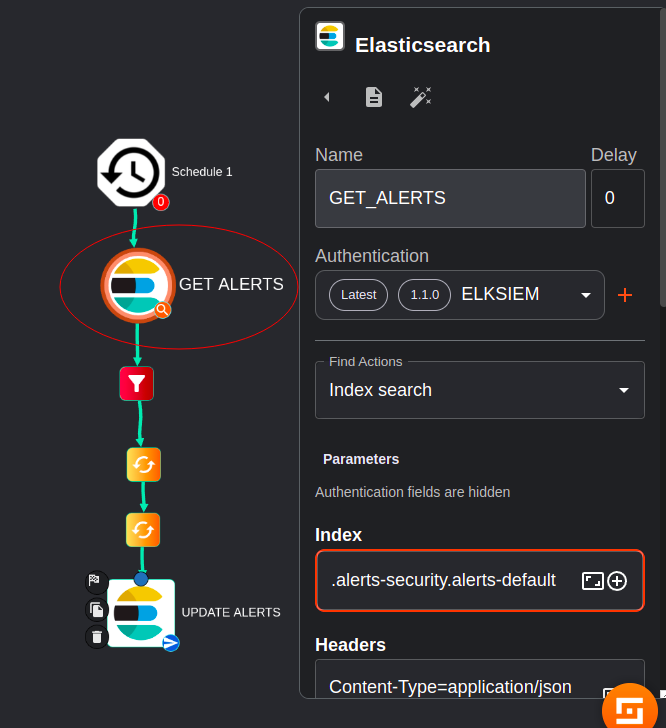 Elasticsearch
Name
Delay
GET_ALERTS
0
Authentication
Latest
1.1.0
ELKSIEM
Find Actions
Index search
Parameters
Authentication fields are hidden
Index
.alerts-security.alerts-default
Headers
Content-Type=application/json
Schedule 1
0
GET ALERTS
UPDATE ALERTS